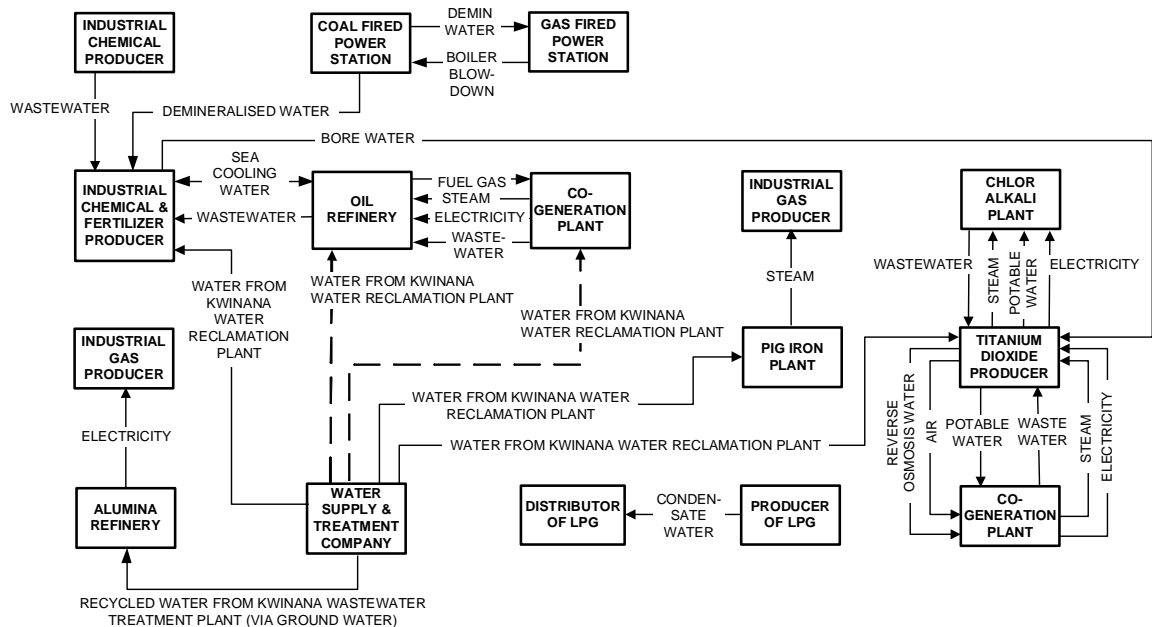 INDUSTRIAL
CHEMICAL
PRODUCER
COAL FIRED
POWER
STATION
DEMIN
WATER
BOILER
BLOW-
DOWN
GAS FIRED
POWER
STATION
WASTEWATER
DEMINERALISED WATER
BORE WATER
INDUSTRIAL
CHEMICAL &
FERTILIZER
PRODUCER
SEA
COOLING
WATER
WASTEWATER
OIL
REFINERY
FUEL GAS
STEAM
ELECTRICITY
WASTE-
WATER
CO-
GENERATION
PLANT
INDUSTRIAL
GAS
PRODUCER
CHLOR
ALKALI
PLANT
WATER FROM
KWINANA
WATER
RECLAMATION
PLANT
WATER FROM KWINANA
WATER RECLAMATION PLANT
WATER FROM KWINANA
WATER RECLAMATION PLANT
STEAM
WASTEWATER
STEAM
POTABLE
WATER
ELECTRICITY
INDUSTRIAL
GAS
PRODUCER
PIG IRON
PLANT
TITANIUM
DIOXIDE
PRODUCER
WATER FROM KWINANA WATER
RECLAMATION PLANT
WATER FROM KWINANA WATER RECLAMATION PLANT
ELECTRICITY
REVERSE
OSMOSIS WATER
AIR
POTABLE
WATER
WASTE
WATER
STEAM
ELECTRICITY
ALUMINA
REFINERY
WATER
SUPPLY &
TREATMENT
COMPANY
DISTRIBUTOR
OF LPG
CONDEN-
SATE
WATER
PRODUCER
OF LPG
CO-
GENERATION
PLANT
RECYCLED WATER FROM KWINANA WASTEWATER
TREATMENT PLANT (VIA GROUND WATER)